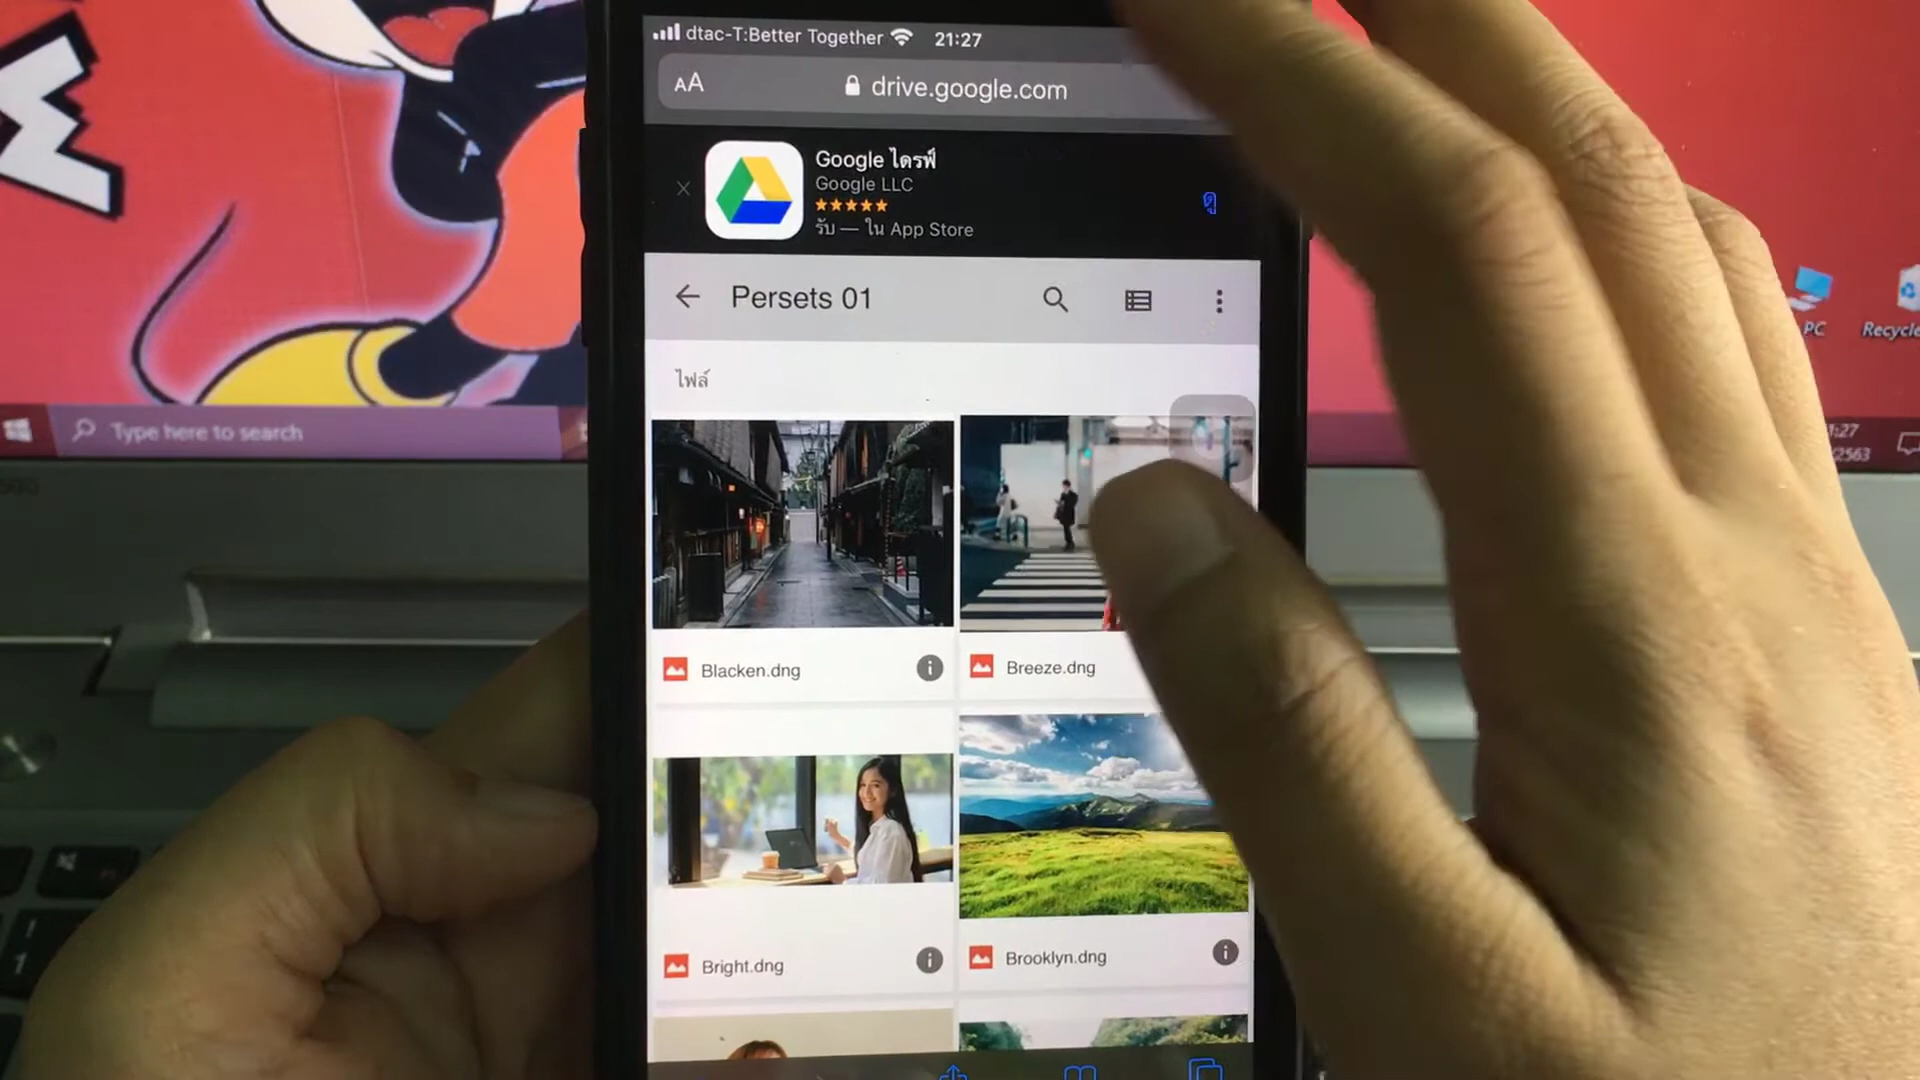 dtac-T:Better Together 21:27
AA drive.google.com
Google ไดรฟ์
Google LLC
รับ — ใน App Store
ดู
Persets 01
ไฟล์
Blacken.dng
Breeze.dng
Bright.dng
Brooklyn.dng
Type here to search
PC
Recycle
2563